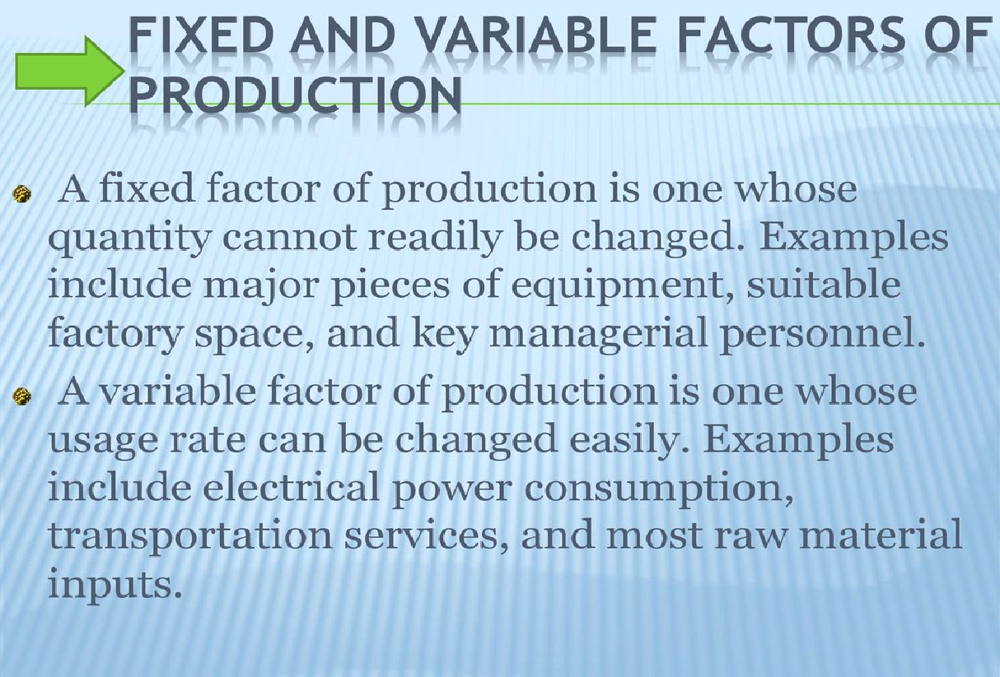 FIXED AND VARIABLE FACTORS OF
PRODUCTION
A fixed factor of production is one whose
quantity cannot readily be changed. Examples
include major pieces of equipment, suitable
factory space, and key managerial personnel.
A variable factor of production is one whose
usage rate can be changed easily. Examples
include electrical power consumption,
transportation services, and most raw material
inputs.